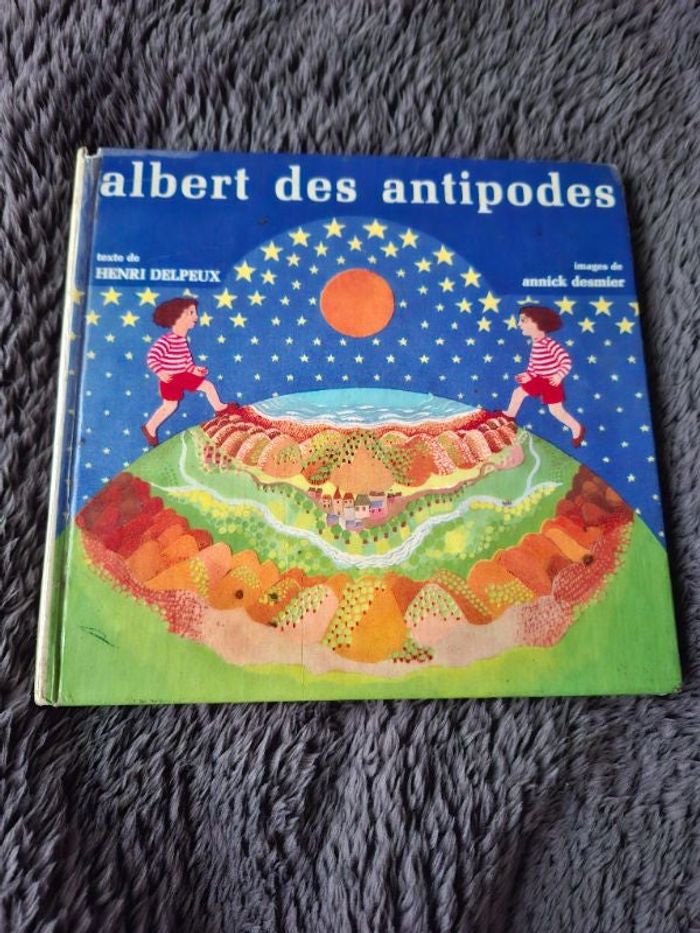 albert des antipodes
texte de
HENRI DELPEUX
images de
annick desmier